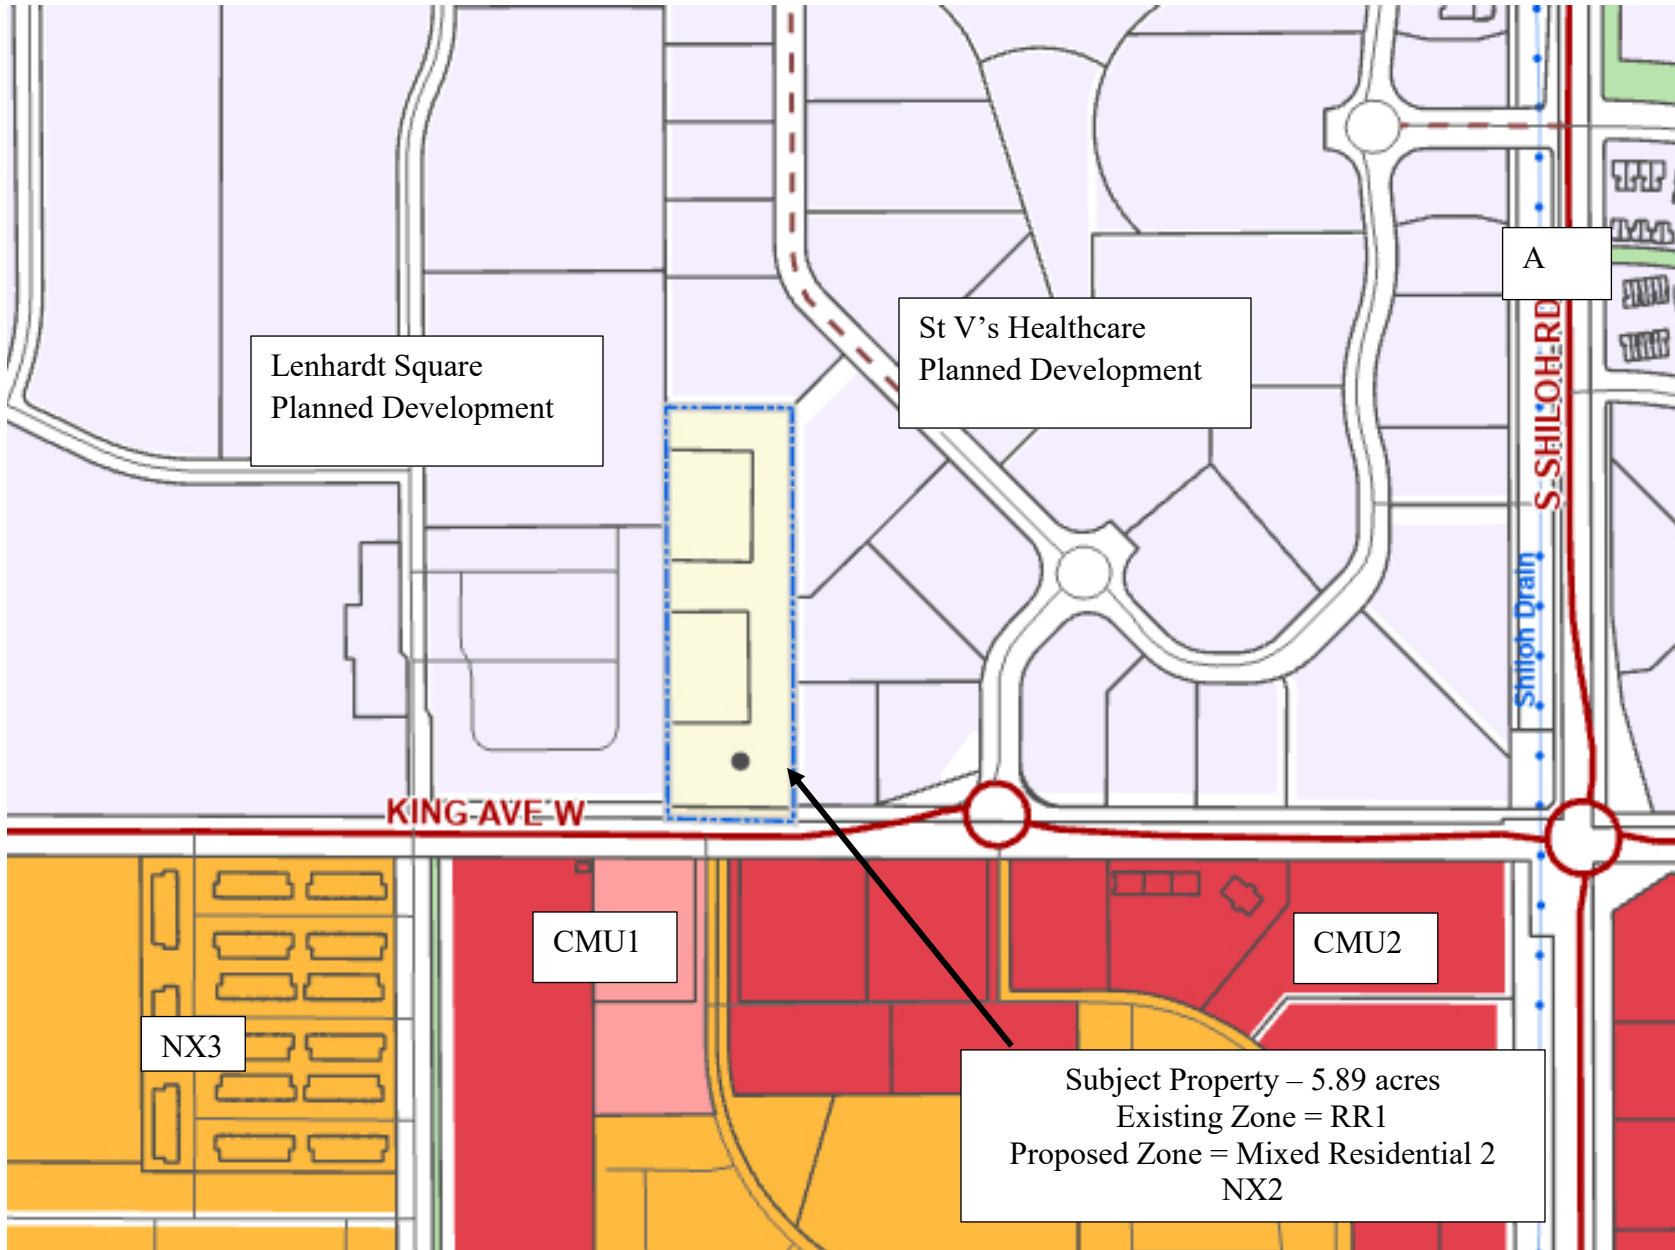 A
St V’s Healthcare
Planned Development
Lenhardt Square
Planned Development
S SHILOH RD
Shiloh Drain
KING AVE W
CMU1
CMU2
NX3
Subject Property – 5.89 acres
Existing Zone = RR1
Proposed Zone = Mixed Residential 2
NX2